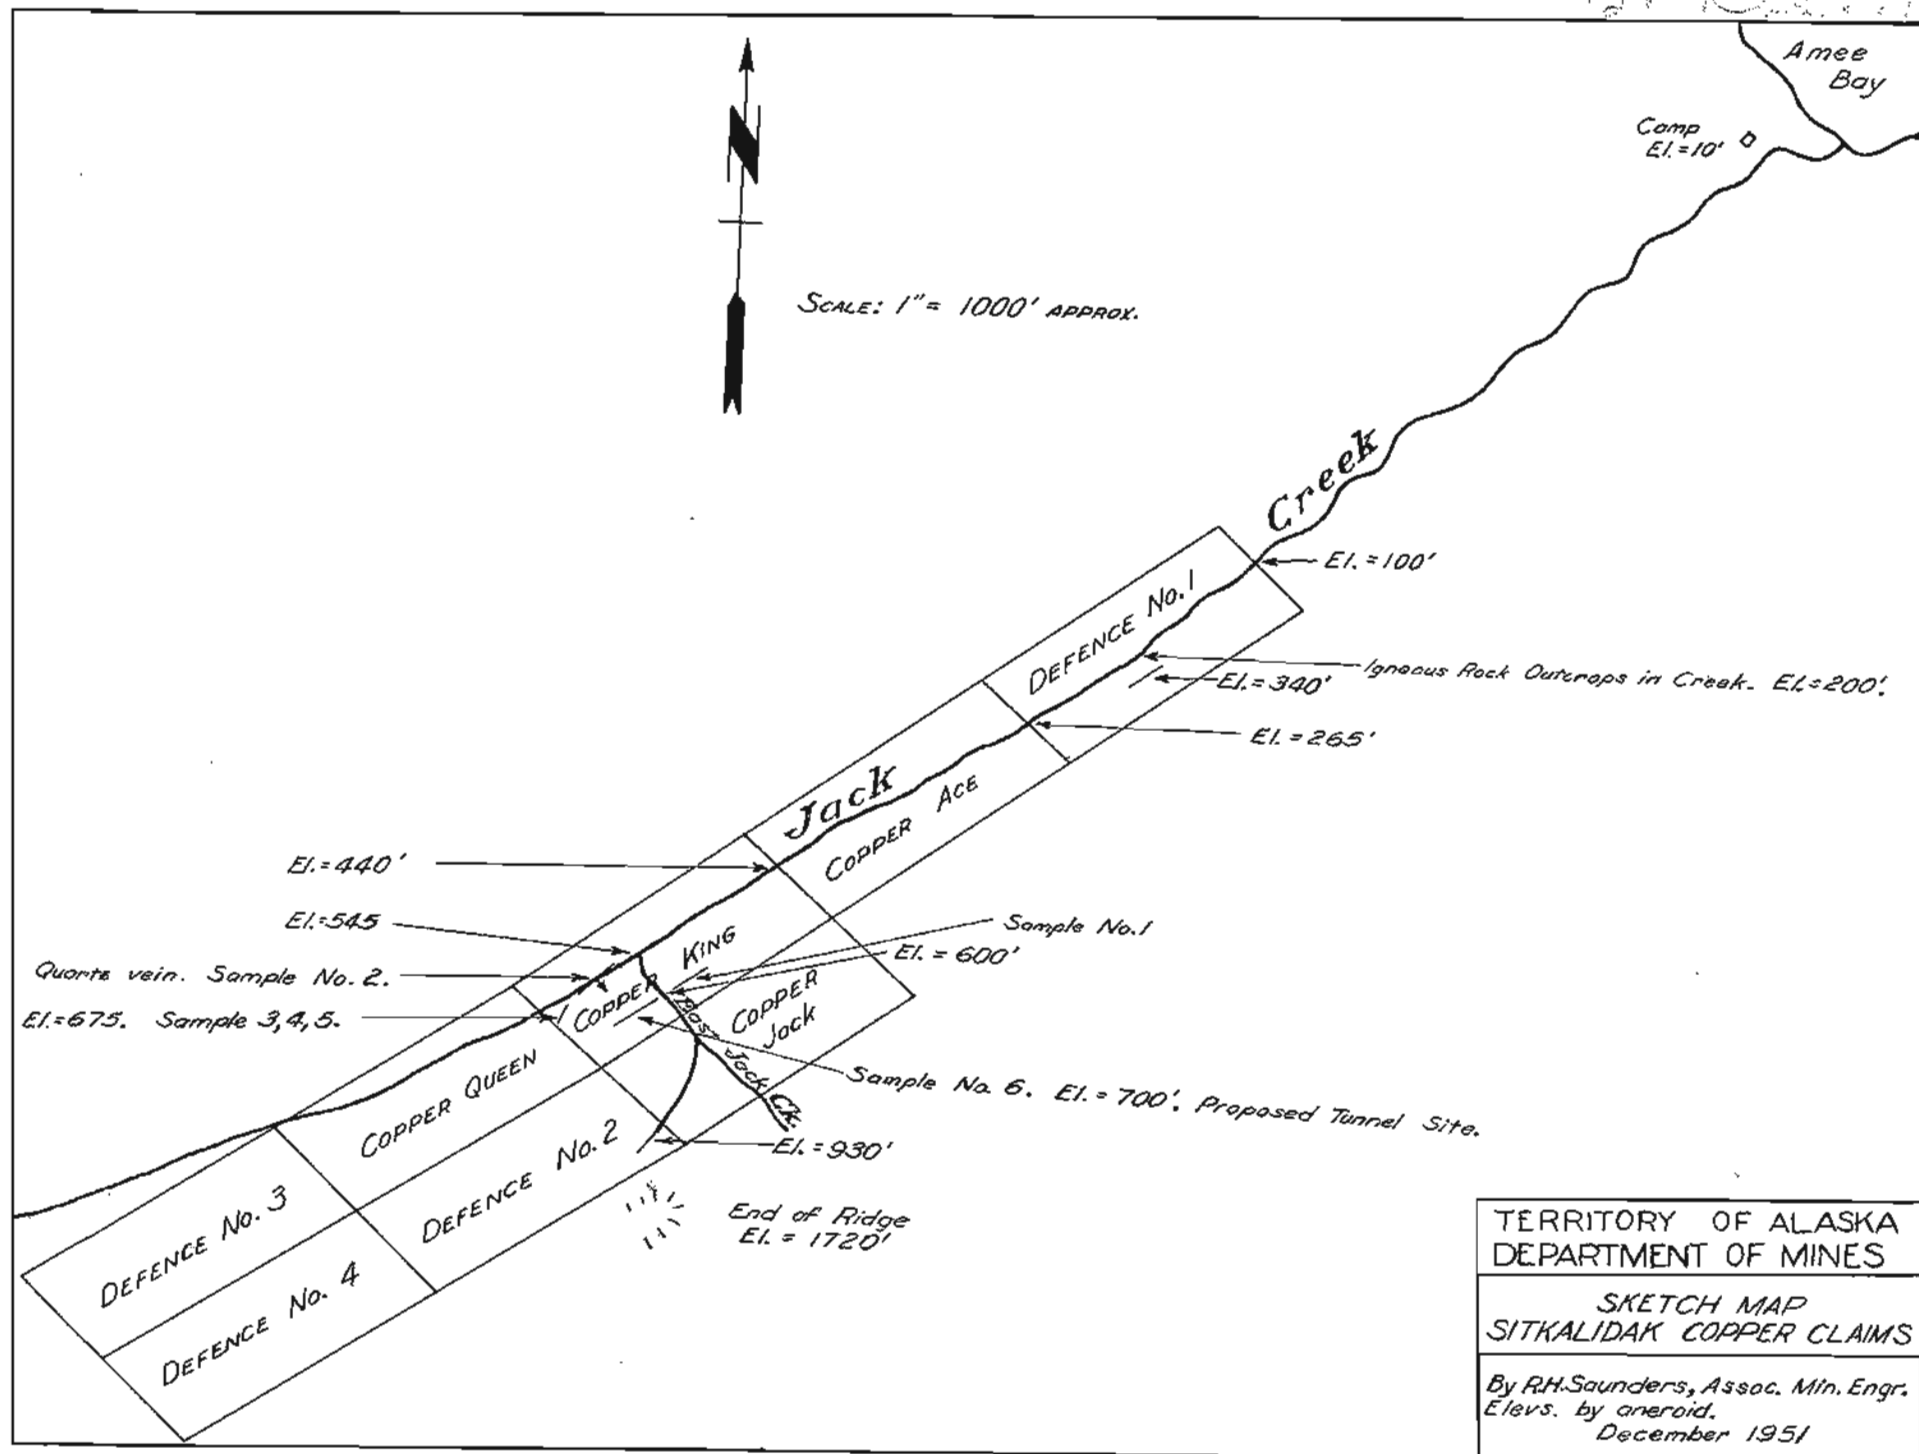 Amee
Bay
Camp
El.=10'
N
SCALE: 1"= 1000' APPROX.
Creek
El.=100'
DEFENCE No.1
Igneous Rock Outcrops in Creek. El.=200'.
El.=340'
El.=265'
Jack
COPPER ACE
El.=440'
El.=545
KING
Sample No.1
El.=600'
Quartz vein. Sample No. 2.
COPPER
COPPER
Jack
El.=675. Sample 3,4,5.
Jack Ck.
COPPER QUEEN
Sample No. 6. El.=700'. Proposed Tunnel Site.
DEFENCE No.2
El.=930'
End of Ridge
El. = 1720'
DEFENCE No. 3
DEFENCE No. 4
TERRITORY OF ALASKA
DEPARTMENT OF MINES
SKETCH MAP
SITKALIDAK COPPER CLAIMS
By R.H.Saunders, Assoc. Min. Engr.
Elevs. by aneroid.
December 1951